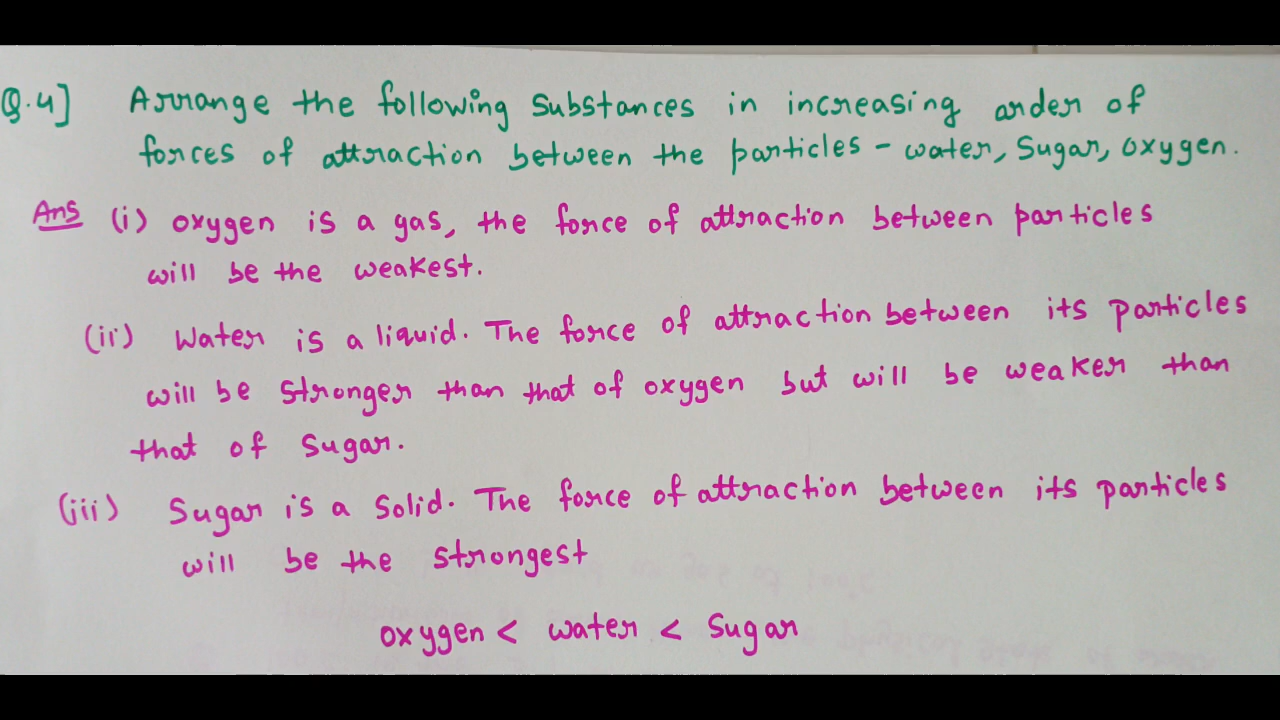 Q.4] Arrange the following substances in increasing order of
forces of attraction between the particles - water, Sugar, oxygen.
Ans (i) oxygen is a gas, the force of attraction between particles
will be the weakest.
(ii) Water is a liquid. The force of attraction between its particles
will be stronger than that of oxygen but will be weaker than
that of Sugar.
(iii) Sugar is a Solid. The force of attraction between its particles
will be the strongest
oxygen < water < Sugar